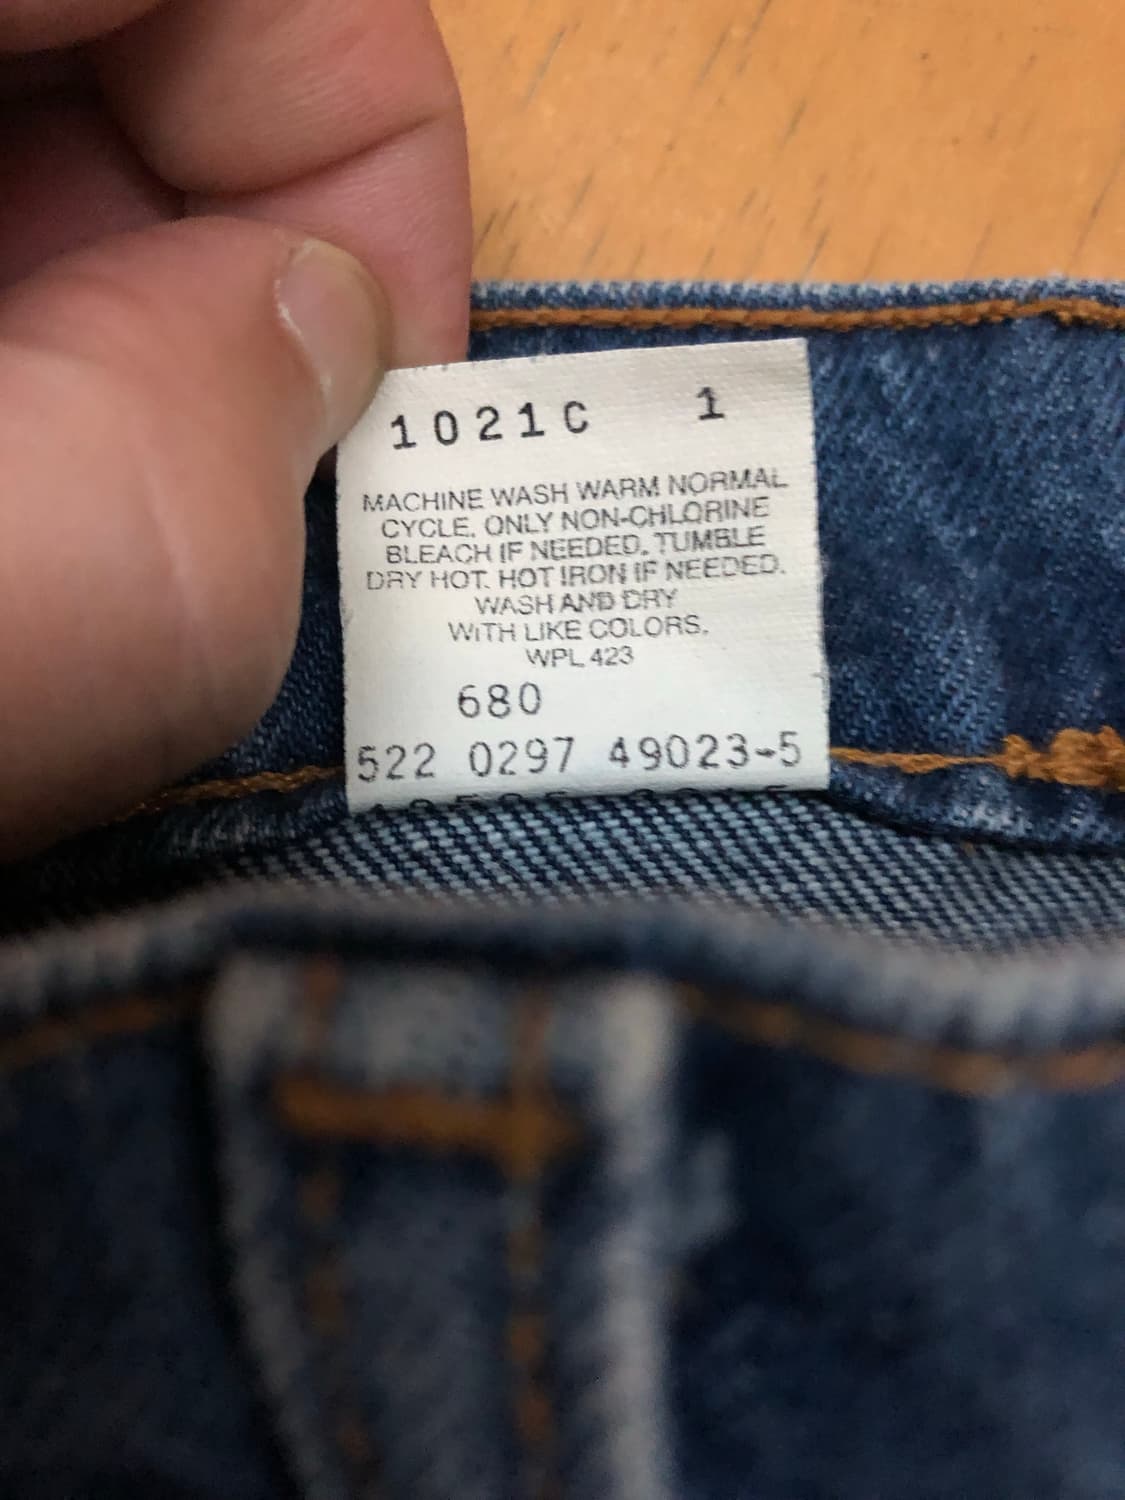 1021C 1
MACHINE WASH WARM NORMAL
CYCLE. ONLY NON-CHLORINE
BLEACH IF NEEDED. TUMBLE
DRY HOT. HOT IRON IF NEEDED.
WASH AND DRY
WITH LIKE COLORS.
WPL 423
680
522 0297 49023-5